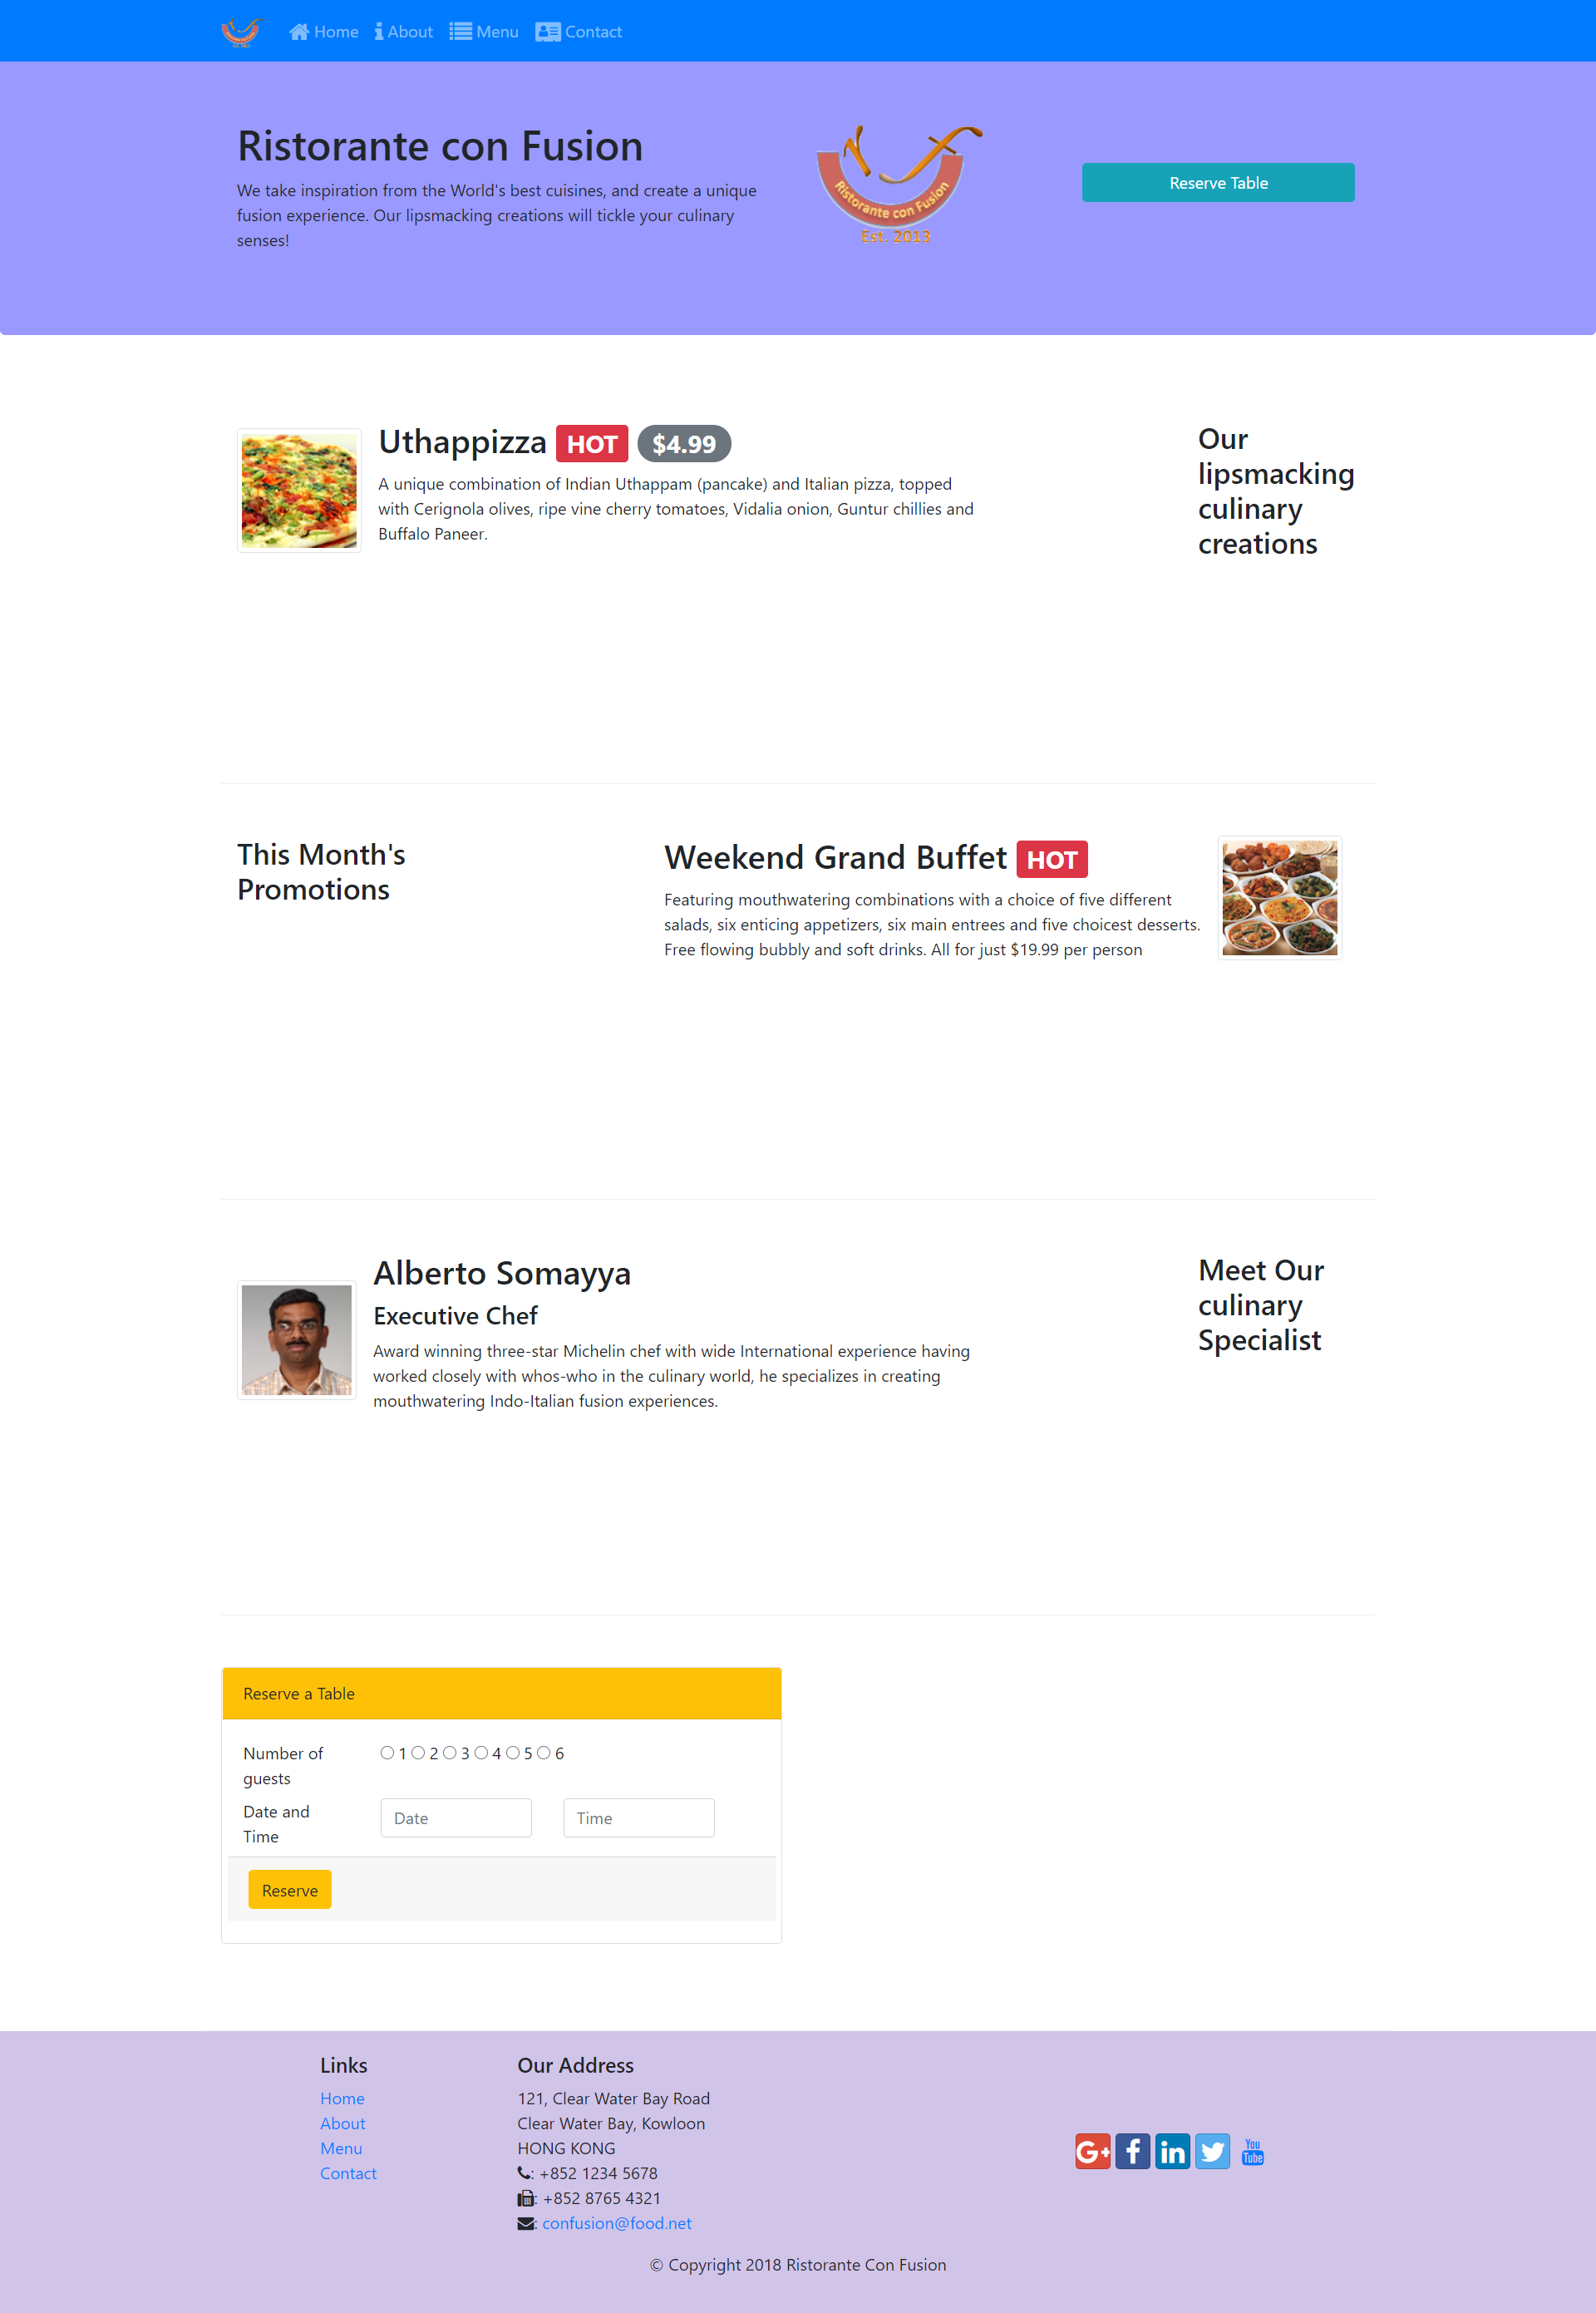 Home About Menu Contact
Ristorante con Fusion
We take inspiration from the World's best cuisines, and create a unique
fusion experience. Our lipsmacking creations will tickle your culinary
senses!
Ristorante con Fusion
Est. 2013
Reserve Table
Uthappizza HOT $4.99
A unique combination of Indian Uthappam (pancake) and Italian pizza, topped
with Cerignola olives, ripe vine cherry tomatoes, Vidalia onion, Guntur chillies and
Buffalo Paneer.
Our
lipsmacking
culinary
creations
This Month's
Promotions
Weekend Grand Buffet HOT
Featuring mouthwatering combinations with a choice of five different
salads, six enticing appetizers, six main entrees and five choicest desserts.
Free flowing bubbly and soft drinks. All for just $19.99 per person
Alberto Somayya
Executive Chef
Award winning three-star Michelin chef with wide International experience having
worked closely with whos-who in the culinary world, he specializes in creating
mouthwatering Indo-Italian fusion experiences.
Meet Our
culinary
Specialist
Reserve a Table
Number of
guests
1 2 3 4 5 6
Date and
Time
Date Time
Reserve
Links
Home
About
Menu
Contact
Our Address
121, Clear Water Bay Road
Clear Water Bay, Kowloon
HONG KONG
: +852 1234 5678
: +852 8765 4321
: confusion@food.net
G+ f in You
Tube
© Copyright 2018 Ristorante Con Fusion